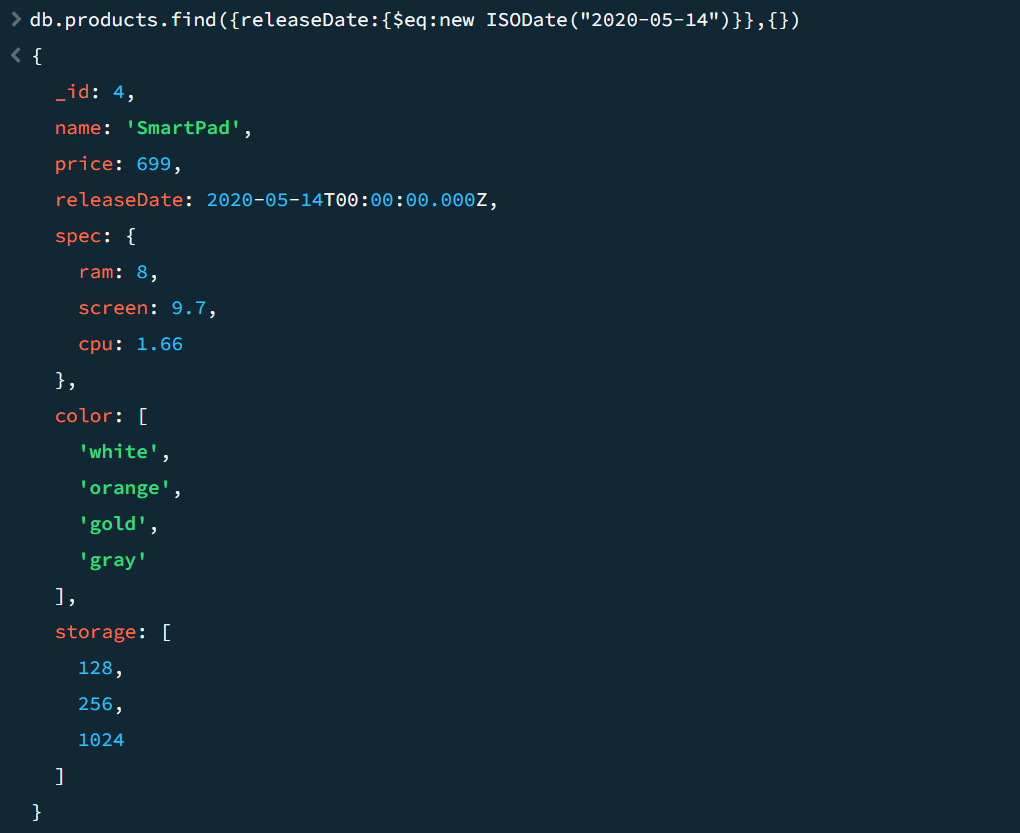 > db.products.find({releaseDate:{$eq:new ISODate("2020-05-14")}},{})
< {
_id: 4,
name: 'SmartPad',
price: 699,
releaseDate: 2020-05-14T00:00:00.000Z,
spec: {
ram: 8,
screen: 9.7,
cpu: 1.66
},
color: [
'white',
'orange',
'gold',
'gray'
],
storage: [
128,
256,
1024
]
}